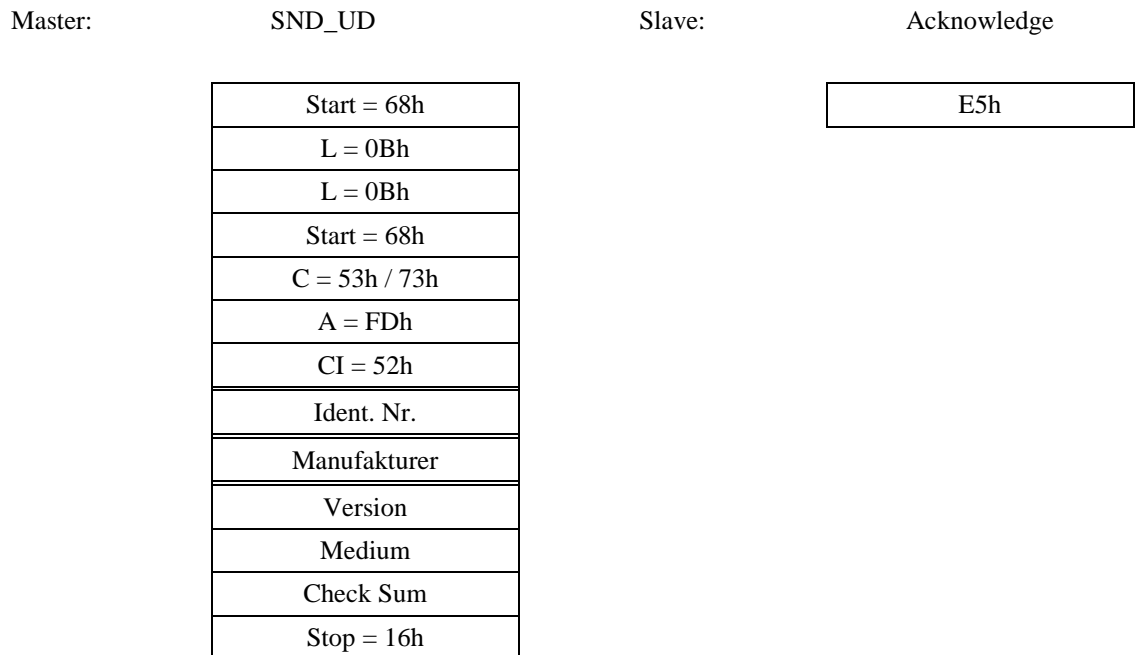 Master: SND_UD Slave: Acknowledge
Start = 68h E5h
L = 0Bh
L = 0Bh
Start = 68h
C = 53h / 73h
A = FDh
CI = 52h
Ident. Nr.
Manufakturer
Version
Medium
Check Sum
Stop = 16h